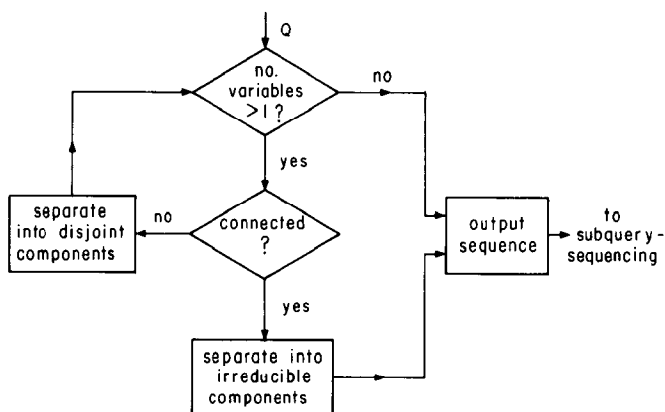 Q
no.
variables
>1?
no
yes
separate
into disjoint
components
no
connected
?
output
sequence
to
subquery-
sequencing
yes
separate into
irreducible
components